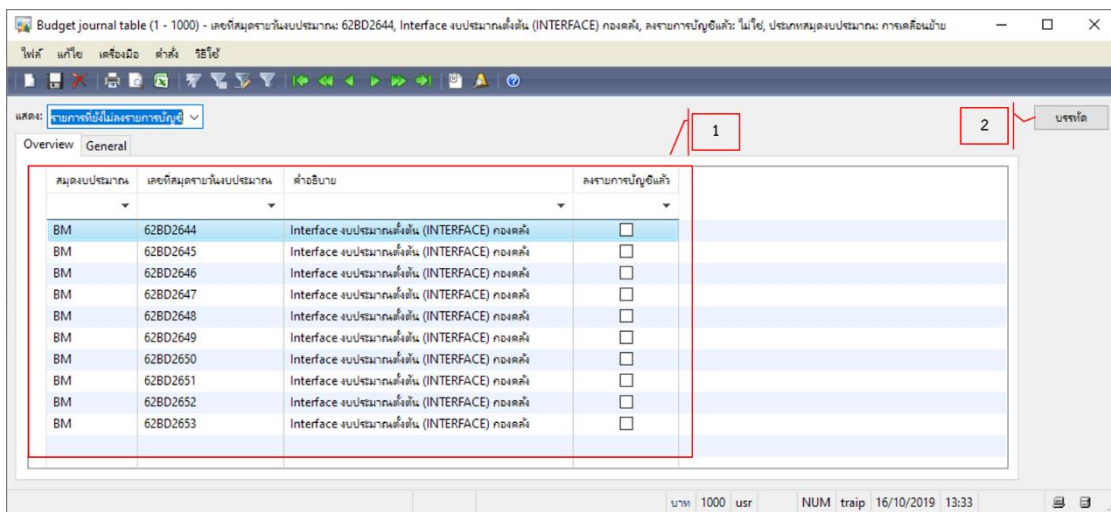 Budget journal table (1 - 1000) - เลขที่สมุดรายวันงบประมาณ: 62BD2644, Interface งบประมาณตั้งต้น (INTERFACE) กองคลัง, ลงรายการบัญชีแล้ว: ไม่ใช่, ประเภทสมุดงบประมาณ: การเคลื่อนย้าย
ไฟล์ แก้ไข เครื่องมือ คำสั่ง วิธีใช้
แสดง: รายการที่ยังไม่ลงรายการบัญชี
1
2
บรรทัด
Overview General
สมุดงบประมาณ เลขที่สมุดรายวันงบประมาณ คำอธิบาย ลงรายการบัญชีแล้ว
BM 62BD2644 Interface งบประมาณตั้งต้น (INTERFACE) กองคลัง
BM 62BD2645 Interface งบประมาณตั้งต้น (INTERFACE) กองคลัง
BM 62BD2646 Interface งบประมาณตั้งต้น (INTERFACE) กองคลัง
BM 62BD2647 Interface งบประมาณตั้งต้น (INTERFACE) กองคลัง
BM 62BD2648 Interface งบประมาณตั้งต้น (INTERFACE) กองคลัง
BM 62BD2649 Interface งบประมาณตั้งต้น (INTERFACE) กองคลัง
BM 62BD2650 Interface งบประมาณตั้งต้น (INTERFACE) กองคลัง
BM 62BD2651 Interface งบประมาณตั้งต้น (INTERFACE) กองคลัง
BM 62BD2652 Interface งบประมาณตั้งต้น (INTERFACE) กองคลัง
BM 62BD2653 Interface งบประมาณตั้งต้น (INTERFACE) กองคลัง
บาท 1000 usr NUM traip 16/10/2019 13:33